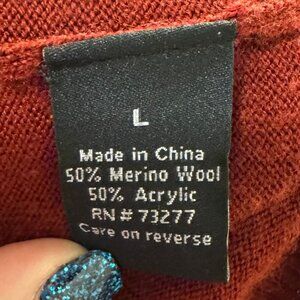 L
Made in China
50% Merino Wool
50% Acrylic
RN # 73277
Care on reverse